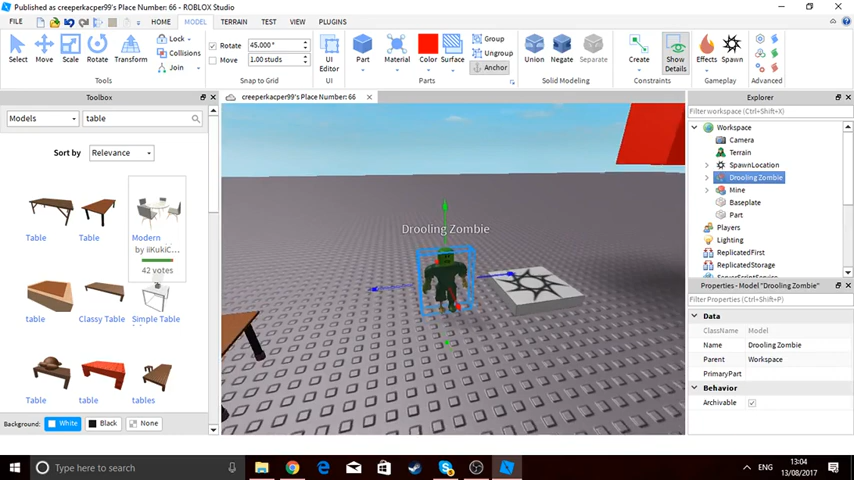 Published as creeperkacper99's Place Number: 66 - ROBLOX Studio
FILE HOME MODEL TERRAIN TEST VIEW PLUGINS
Select Move Scale Rotate Transform
Lock
Collisions
Join
Tools
Rotate 45.000 °
Move 1.00 studs
Snap to Grid
UI Editor
UI
Part Material Color Surface
Group
Ungroup
Anchor
Parts
Union Negate Separate
Solid Modeling
Create Show Details
Constraints
Effects Spawn
Gameplay
Advanced
Toolbox
Models table
Sort by Relevance
Table
Table
Modern
by iiKukiC...
42 votes
table
Classy Table
Simple Table
Table
table
tables
Background: White Black None
creeperkacper99's Place Number: 66
Drooling Zombie
Explorer
Filter workspace (Ctrl+Shift+X)
Workspace
Camera
Terrain
SpawnLocation
Drooling Zombie
Mine
Baseplate
Part
Players
Lighting
ReplicatedFirst
ReplicatedStorage
ServerScriptService
Properties - Model "Drooling Zombie"
Filter Properties (Ctrl+Shift+P)
Data
ClassName Model
Name Drooling Zombie
Parent Workspace
PrimaryPart
Behavior
Archivable
Type here to search
ENG
13:04
13/08/2017